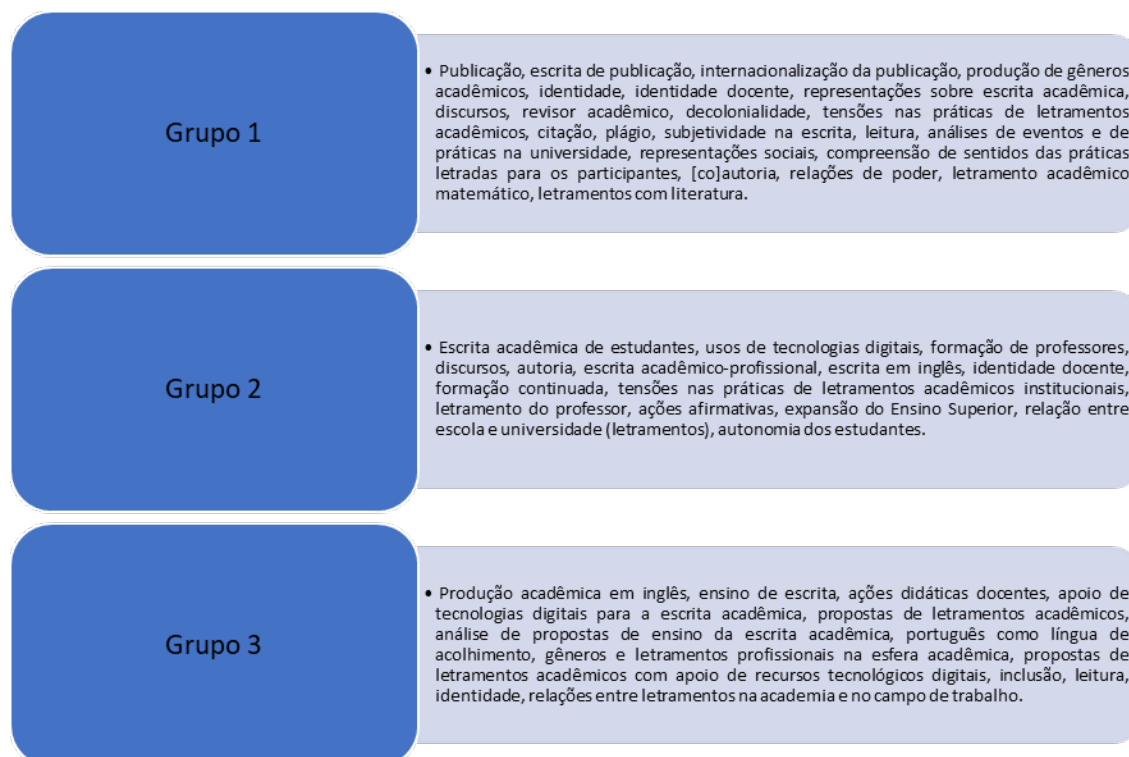 Grupo 1
• Publicação, escrita de publicação, internacionalização da publicação, produção de gêneros
acadêmicos, identidade, identidade docente, representações sobre escrita acadêmica,
discursos, revisor acadêmico, decolonialidade, tensões nas práticas de letramentos
acadêmicos, citação, plágio, subjetividade na escrita, leitura, análises de eventos e de
práticas na universidade, representações sociais, compreensão de sentidos das práticas
letradas para os participantes, [co]autoria, relações de poder, letramento acadêmico
matemático, letramentos com literatura.
Grupo 2
• Escrita acadêmica de estudantes, usos de tecnologias digitais, formação de professores,
discursos, autoria, escrita acadêmico-profissional, escrita em inglês, identidade docente,
formação continuada, tensões nas práticas de letramentos acadêmicos institucionais,
letramento do professor, ações afirmativas, expansão do Ensino Superior, relação entre
escola e universidade (letramentos), autonomia dos estudantes.
Grupo 3
• Produção acadêmica em inglês, ensino de escrita, ações didáticas docentes, apoio de
tecnologias digitais para a escrita acadêmica, propostas de letramentos acadêmicos,
análise de propostas de ensino da escrita acadêmica, português como língua de
acolhimento, gêneros e letramentos profissionais na esfera acadêmica, propostas de
letramentos acadêmicos com apoio de recursos tecnológicos digitais, inclusão, leitura,
identidade, relações entre letramentos na academia e no campo de trabalho.